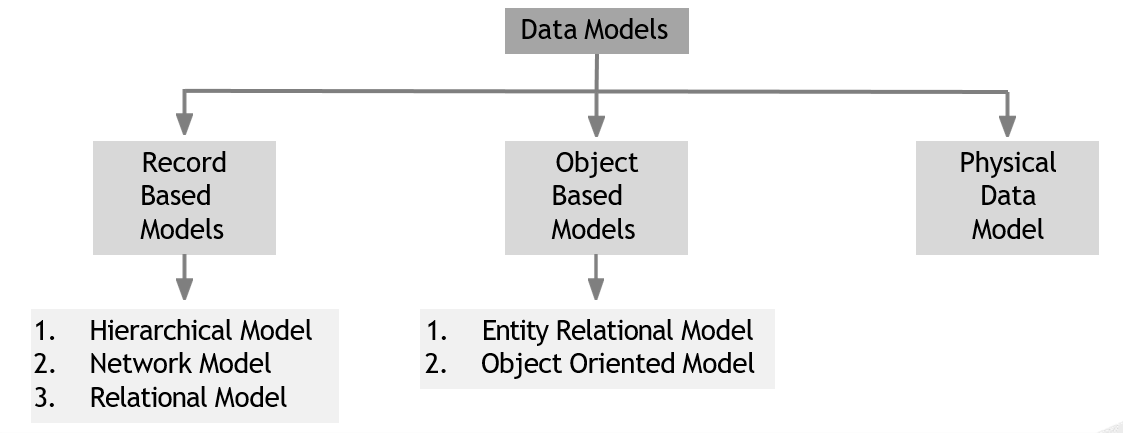 Data Models
Record
Based
Models
Object
Based
Models
Physical
Data
Model
1. Hierarchical Model
2. Network Model
3. Relational Model
1. Entity Relational Model
2. Object Oriented Model